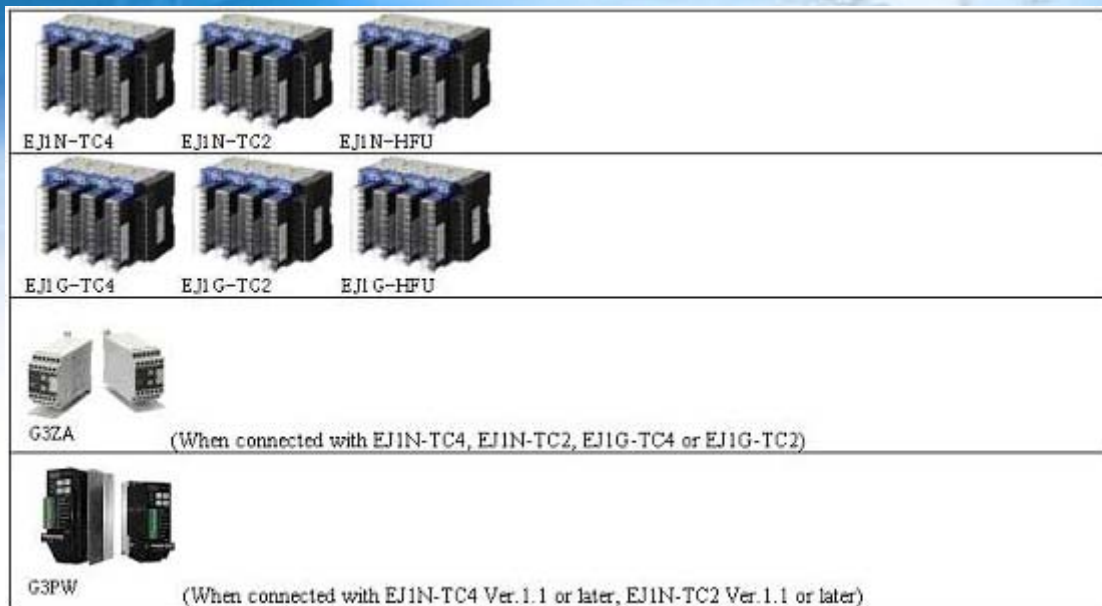 EJ1N-TC4 EJ1N-TC2 EJ1N-HFU
EJ1G-TC4 EJ1G-TC2 EJ1G-HFU
G3ZA (When connected with EJ1N-TC4, EJ1N-TC2, EJ1G-TC4 or EJ1G-TC2)
G3PW (When connected with EJ1N-TC4 Ver.1.1 or later, EJ1N-TC2 Ver.1.1 or later)